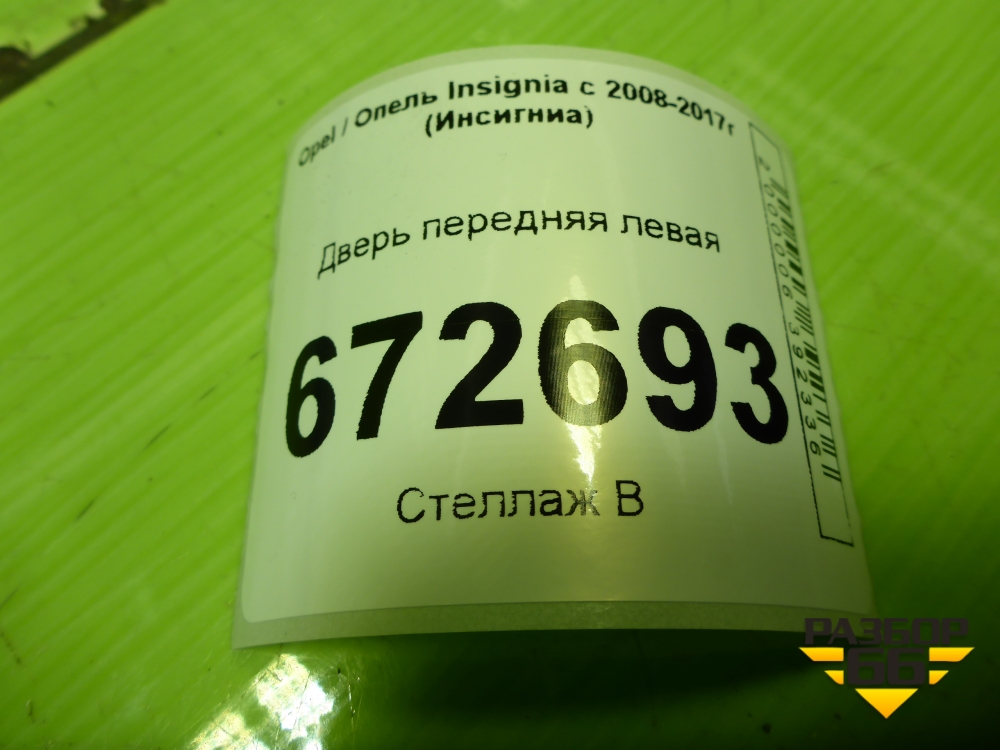 Opel / Опель Insignia с 2008-2017г
(Инсигниа)
Дверь передняя левая
672693
Стеллаж В
2000006392336
РАЗБОР
66